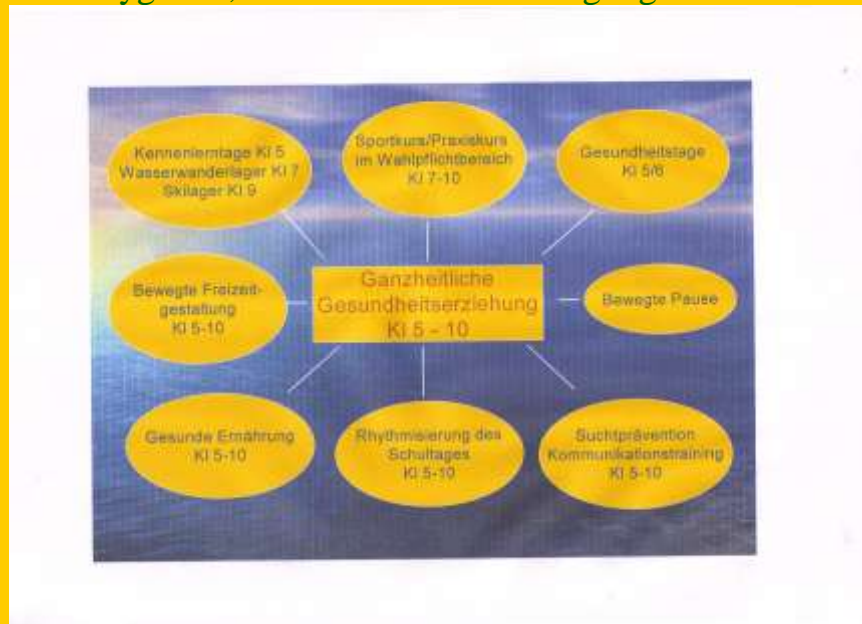 Kennenlerntage Kl 5
Wasserwanderlager Kl 7
Skilager Kl 9
Sportkurs/Praxiskurs
im Wahlpflichtbereich
Kl 7-10
Gesundheitstage
Kl 5/6
Bewegte Freizeit-
gestaltung
Kl 5-10
Ganzheitliche
Gesundheitserziehung
Kl 5 - 10
Bewegte Pause
Gesunde Ernährung
Kl 5-10
Rhythmisierung des
Schultages
Kl 5-10
Suchtprävention
Kommunikationstraining
Kl 5-10